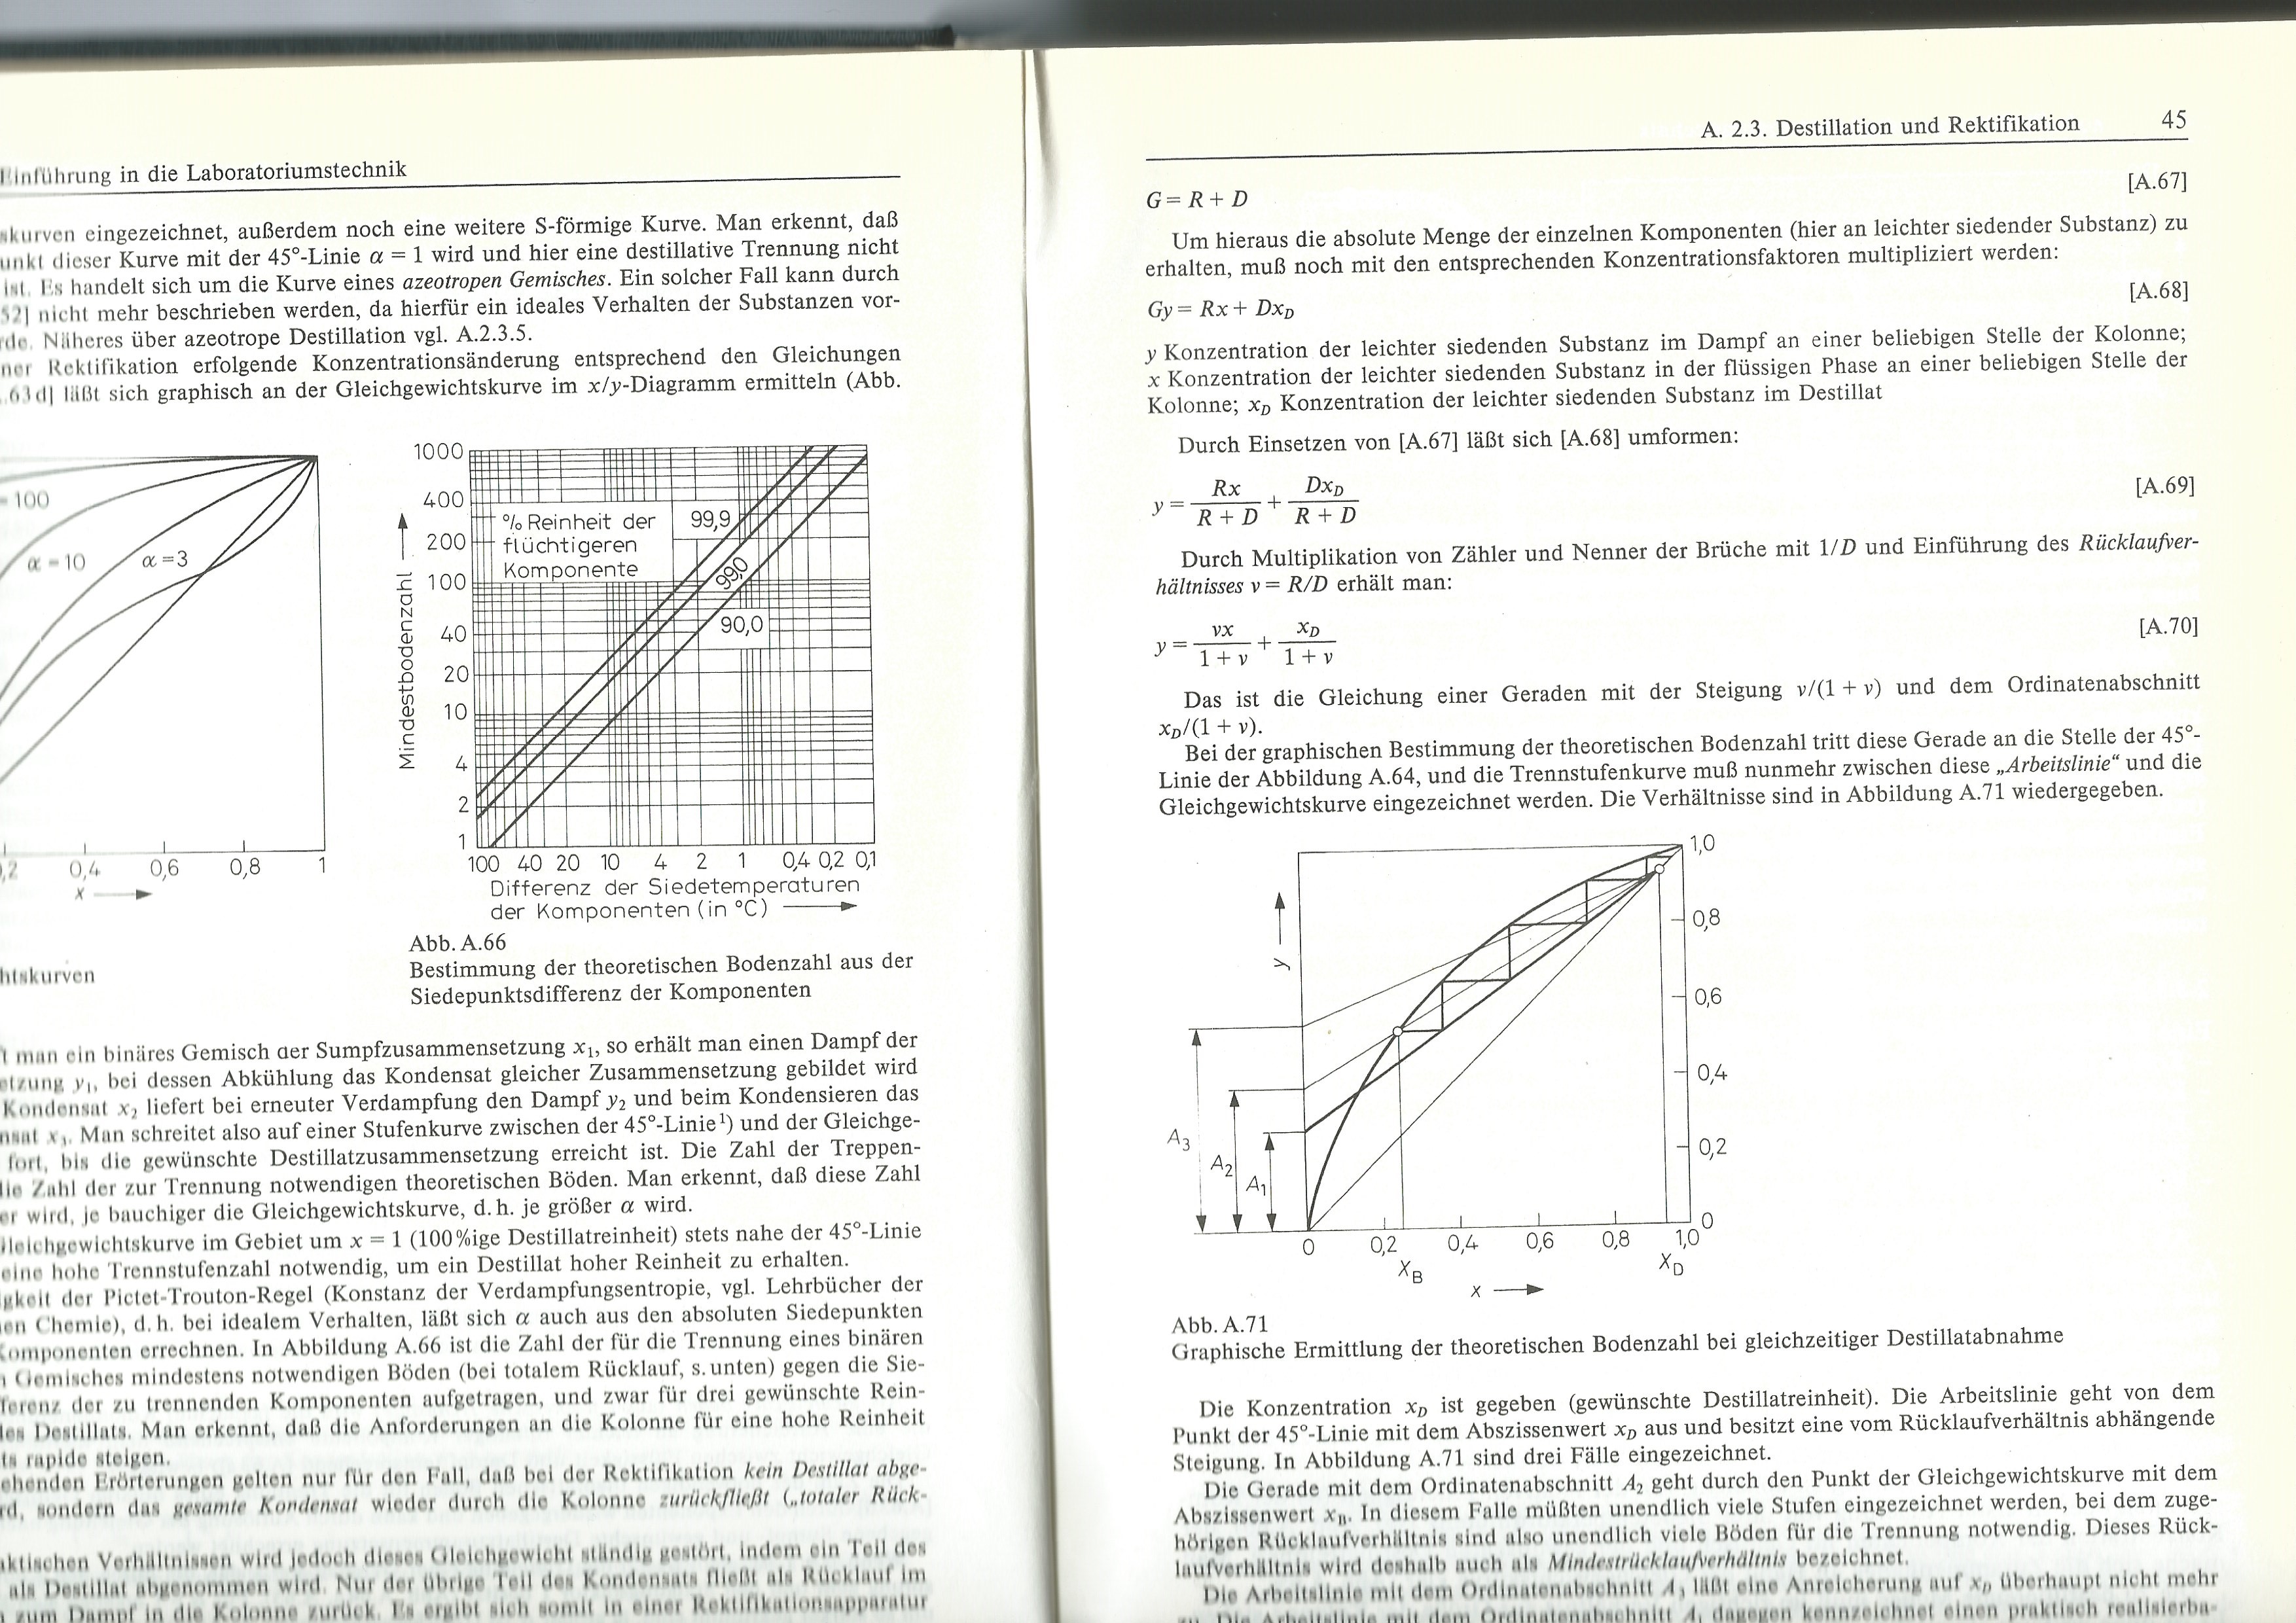 Einführung in die Laboratoriumstechnik
skurven eingezeichnet, außerdem noch eine weitere S-förmige Kurve. Man erkennt, daß
unkt dieser Kurve mit der 45°-Linie α = 1 wird und hier eine destillative Trennung nicht
ist. Es handelt sich um die Kurve eines azeotropen Gemisches. Ein solcher Fall kann durch
52] nicht mehr beschrieben werden, da hierfür ein ideales Verhalten der Substanzen vor-
rde. Näheres über azeotrope Destillation vgl. A.2.3.5.
ner Rektifikation erfolgende Konzentrationsänderung entsprechend den Gleichungen
.63d] läßt sich graphisch an der Gleichgewichtskurve im x/y-Diagramm ermitteln (Abb.
= 100
α = 10
α = 3
0,2 0,4 0,6 0,8 1
x
htskurven
Mindestbodenzahl
1000
400
200
100
40
20
10
4
2
1
% Reinheit der
flüchtigeren
Komponente
99,9
99,0
90,0
100 40 20 10 4 2 1 0,4 0,2 0,1
Differenz der Siedetemperaturen
der Komponenten (in °C)
Abb. A.66
Bestimmung der theoretischen Bodenzahl aus der
Siedepunktsdifferenz der Komponenten
t man ein binäres Gemisch der Sumpfzusammensetzung x₁, so erhält man einen Dampf der
etzung y₁, bei dessen Abkühlung das Kondensat gleicher Zusammensetzung gebildet wird
Kondensat x₂ liefert bei erneuter Verdampfung den Dampf y₂ und beim Kondensieren das
nsat x₃. Man schreitet also auf einer Stufenkurve zwischen der 45°-Linie¹) und der Gleichge-
fort, bis die gewünschte Destillatzusammensetzung erreicht ist. Die Zahl der Treppen-
die Zahl der zur Trennung notwendigen theoretischen Böden. Man erkennt, daß diese Zahl
er wird, je bauchiger die Gleichgewichtskurve, d. h. je größer α wird.
Gleichgewichtskurve im Gebiet um x = 1 (100%ige Destillatreinheit) stets nahe der 45°-Linie
eine hohe Trennstufenzahl notwendig, um ein Destillat hoher Reinheit zu erhalten.
gkeit der Pictet-Trouton-Regel (Konstanz der Verdampfungsentropie, vgl. Lehrbücher der
en Chemie), d. h. bei idealem Verhalten, läßt sich α auch aus den absoluten Siedepunkten
Komponenten errechnen. In Abbildung A.66 ist die Zahl der für die Trennung eines binären
Gemisches mindestens notwendigen Böden (bei totalem Rücklauf, s. unten) gegen die Sie-
ferenz der zu trennenden Komponenten aufgetragen, und zwar für drei gewünschte Rein-
des Destillats. Man erkennt, daß die Anforderungen an die Kolonne für eine hohe Reinheit
ts rapide steigen.
ehenden Erörterungen gelten nur für den Fall, daß bei der Rektifikation kein Destillat abge-
rd, sondern das gesamte Kondensat wieder durch die Kolonne zurückfließt („totaler Rück-
aktischen Verhältnissen wird jedoch dieses Gleichgewicht ständig gestört, indem ein Teil des
als Destillat abgenommen wird. Nur der übrige Teil des Kondensats fließt als Rücklauf im
zum Dampf in die Kolonne zurück. Es ergibt sich somit in einer Rektifikationsapparatur
A. 2.3. Destillation und Rektifikation 45
G = R + D [A.67]
Um hieraus die absolute Menge der einzelnen Komponenten (hier an leichter siedender Substanz) zu
erhalten, muß noch mit den entsprechenden Konzentrationsfaktoren multipliziert werden:
Gy = Rx + Dx_D [A.68]
y Konzentration der leichter siedenden Substanz im Dampf an einer beliebigen Stelle der Kolonne;
x Konzentration der leichter siedenden Substanz in der flüssigen Phase an einer beliebigen Stelle der
Kolonne; x_D Konzentration der leichter siedenden Substanz im Destillat
Durch Einsetzen von [A.67] läßt sich [A.68] umformen:
y = Rx/(R + D) + Dx_D/(R + D) [A.69]
Durch Multiplikation von Zähler und Nenner der Brüche mit 1/D und Einführung des Rücklaufver-
hältnisses v = R/D erhält man:
y = vx/(1 + v) + x_D/(1 + v) [A.70]
Das ist die Gleichung einer Geraden mit der Steigung v/(1 + v) und dem Ordinatenabschnitt
x_D/(1 + v).
Bei der graphischen Bestimmung der theoretischen Bodenzahl tritt diese Gerade an die Stelle der 45°-
Linie der Abbildung A.64, und die Trennstufenkurve muß nunmehr zwischen diese „Arbeitslinie“ und die
Gleichgewichtskurve eingezeichnet werden. Die Verhältnisse sind in Abbildung A.71 wiedergegeben.
y
1,0
0,8
0,6
0,4
0,2
0
A₃
A₂
A₁
0 0,2 0,4 0,6 0,8 1,0
x_B x_D
x
Abb. A.71
Graphische Ermittlung der theoretischen Bodenzahl bei gleichzeitiger Destillatabnahme
Die Konzentration x_D ist gegeben (gewünschte Destillatreinheit). Die Arbeitslinie geht von dem
Punkt der 45°-Linie mit dem Abszissenwert x_D aus und besitzt eine vom Rücklaufverhältnis abhängende
Steigung. In Abbildung A.71 sind drei Fälle eingezeichnet.
Die Gerade mit dem Ordinatenabschnitt A₂ geht durch den Punkt der Gleichgewichtskurve mit dem
Abszissenwert x_B. In diesem Falle müßten unendlich viele Stufen eingezeichnet werden, bei dem zuge-
hörigen Rücklaufverhältnis sind also unendlich viele Böden für die Trennung notwendig. Dieses Rück-
laufverhältnis wird deshalb auch als Mindestrücklaufverhältnis bezeichnet.
Die Arbeitslinie mit dem Ordinatenabschnitt A₃ läßt eine Anreicherung auf x_D überhaupt nicht mehr
zu. Die Arbeitslinie mit dem Ordinatenabschnitt A₁ dagegen kennzeichnet einen praktisch realisierba-